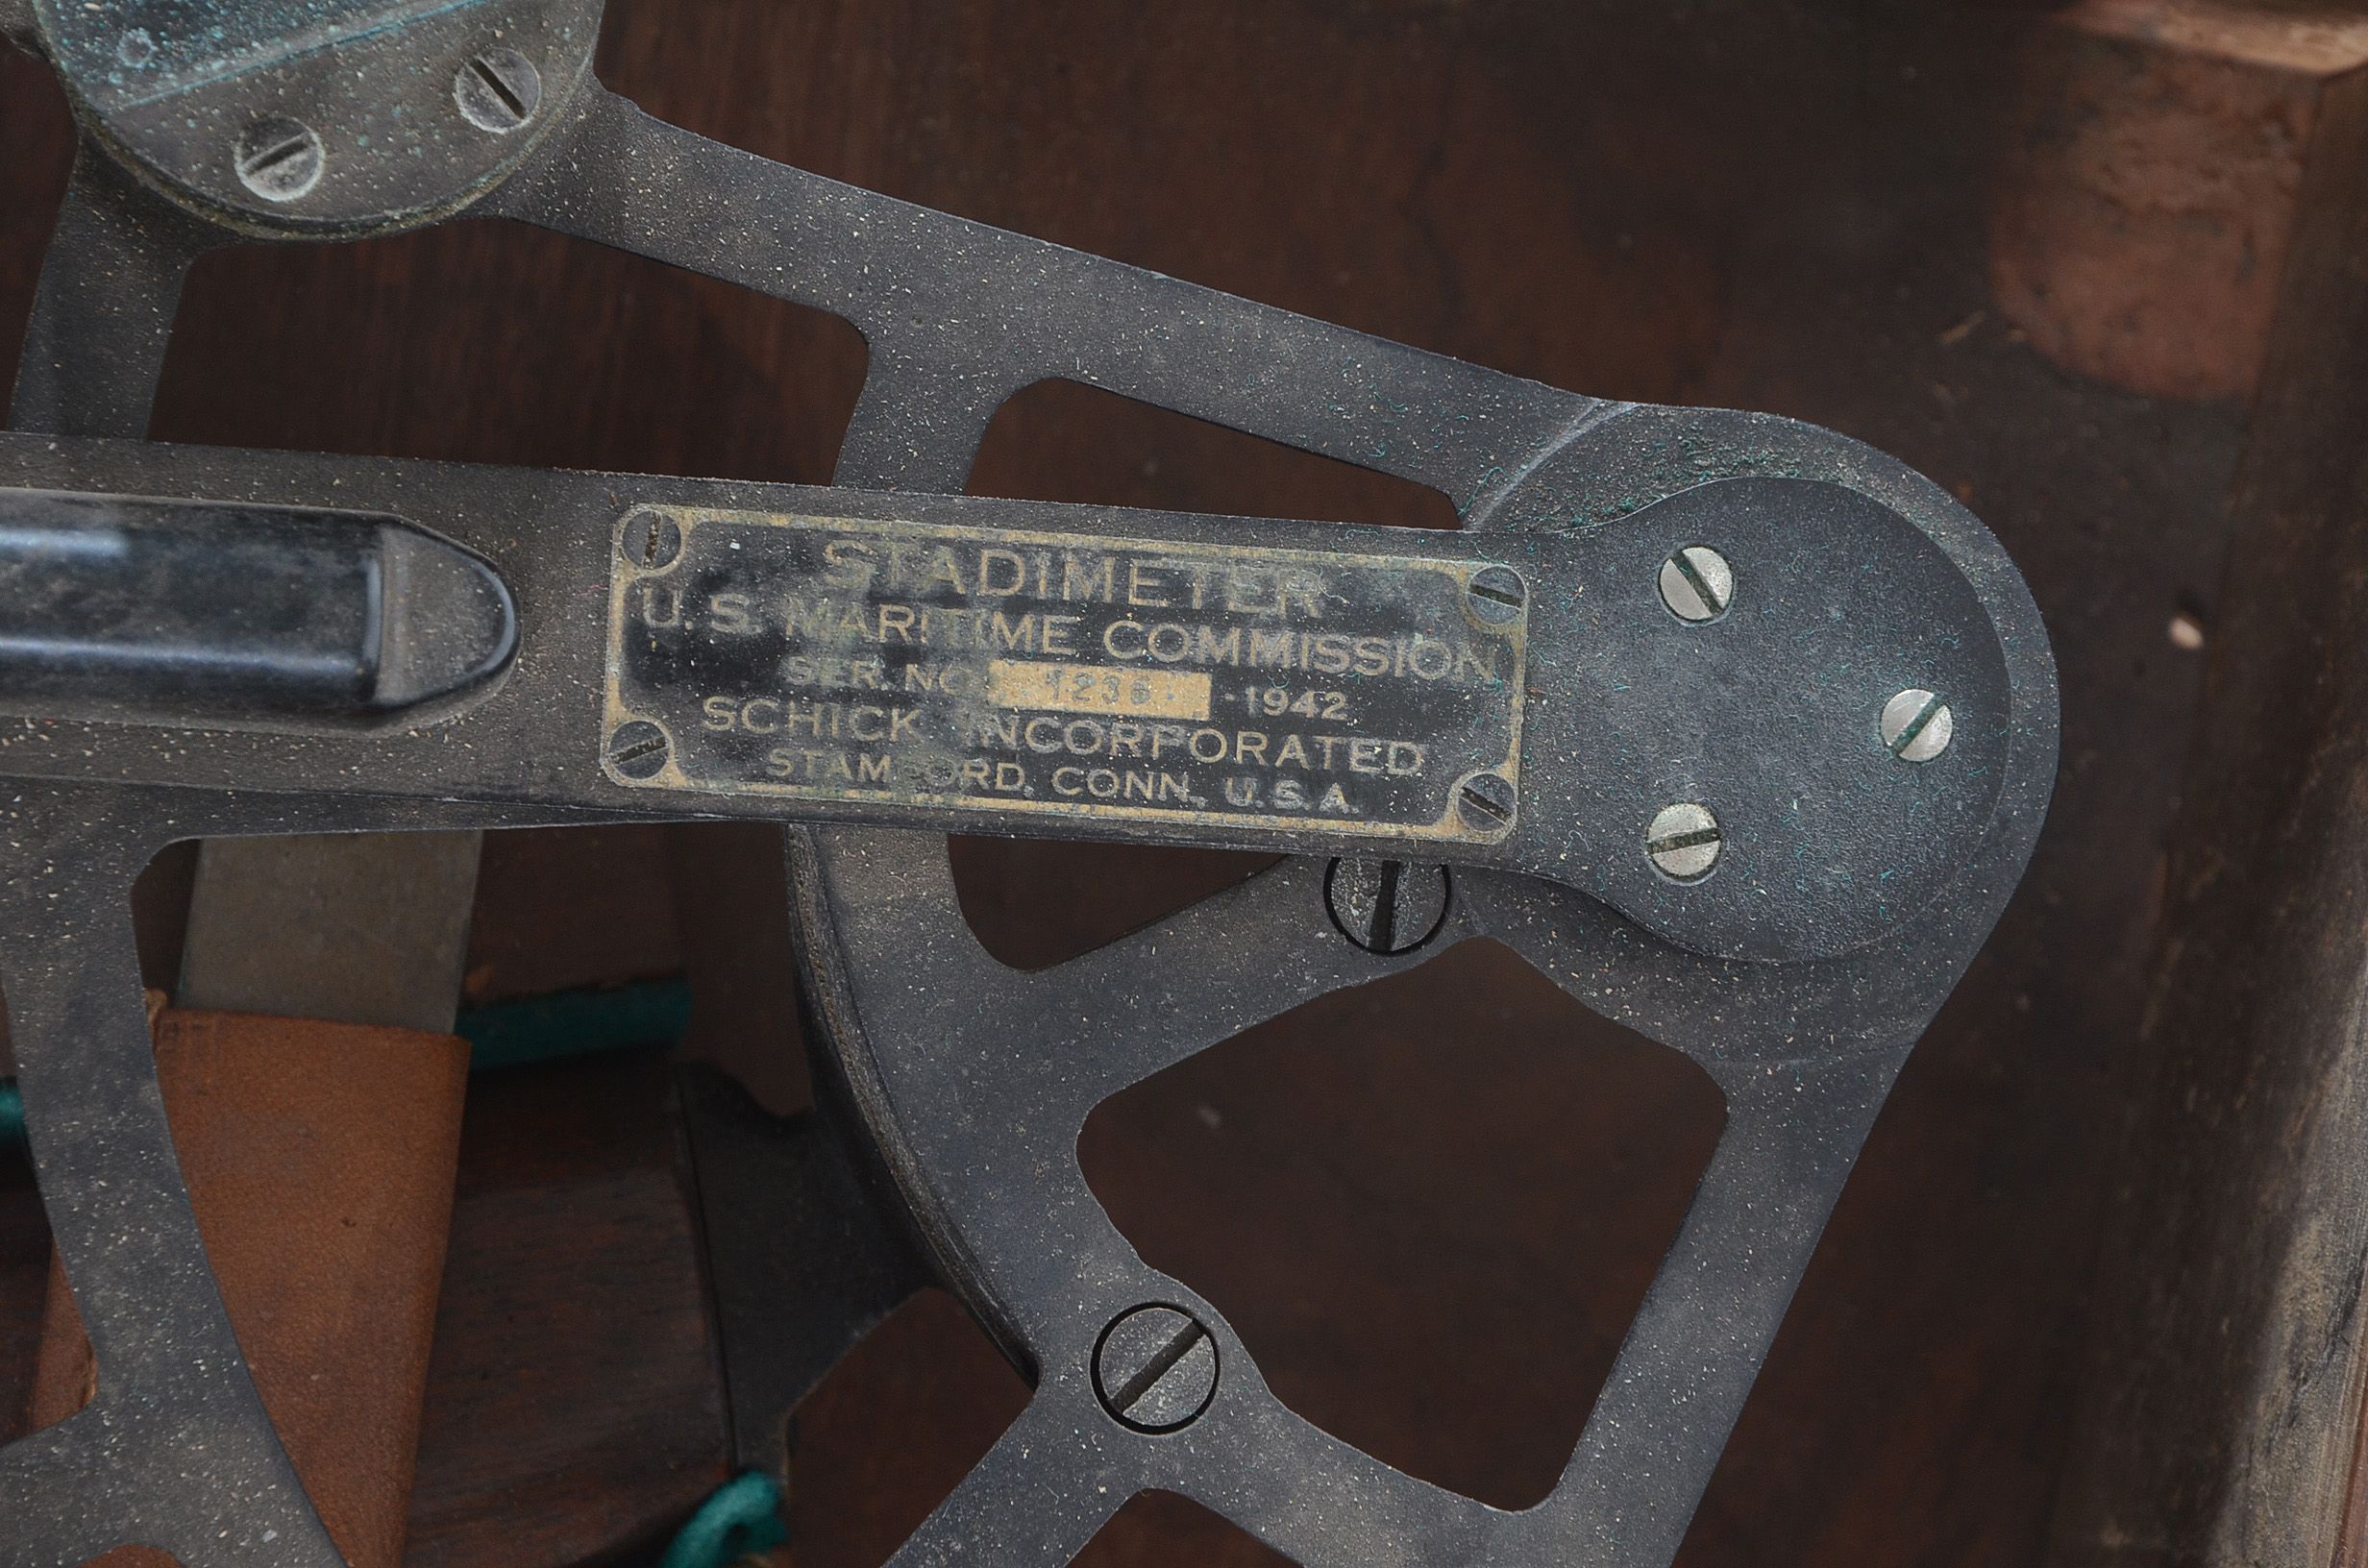 STADIMETER
U.S. MARITIME COMMISSION
SER. NO. 1236 -1942
SCHICK INCORPORATED
STAMFORD, CONN., U.S.A.